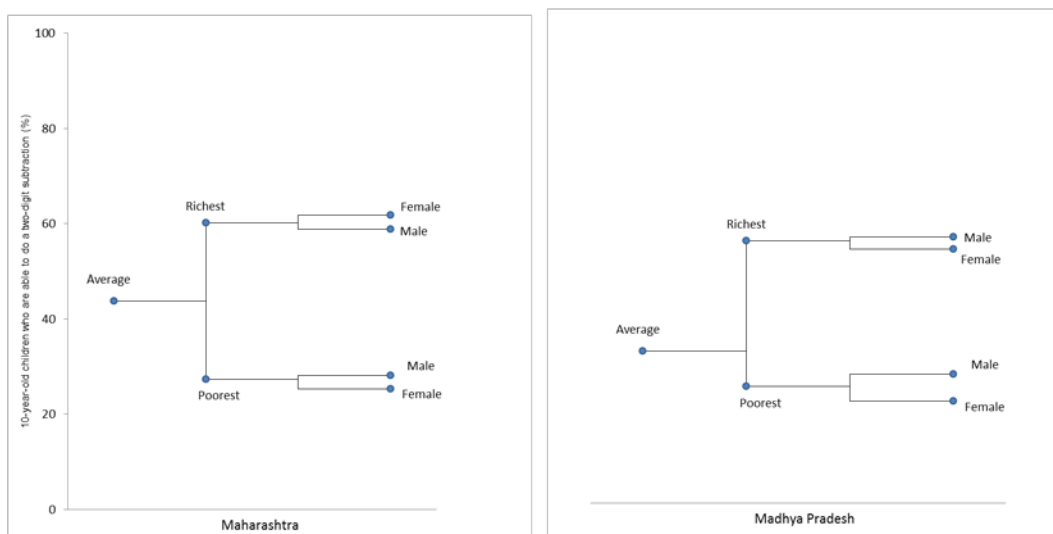 10-year-old children who are able to do a two-digit subtraction (%)
100
80
60
40
20
0
Richest
Female
Male
Average
Male
Poorest
Female
Maharashtra
Richest
Male
Female
Average
Male
Poorest
Female
Madhya Pradesh